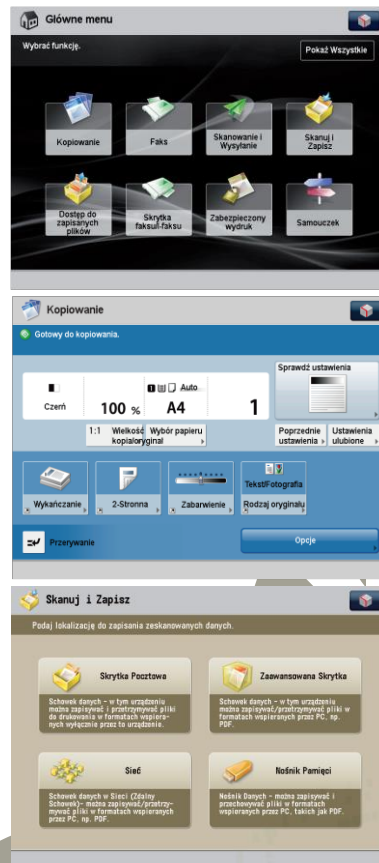 Główne menu
Wybrać funkcję.
Pokaż Wszystkie
Kopiowanie
Faks
Skanowanie i
Wysyłanie
Skanuj i
Zapisz
Dostęp do
zapisanych
plików
Skrytka
faksu/I-faksu
Zabezpieczony
wydruk
Samouczek
Kopiowanie
Gotowy do kopiowania.
Sprawdź ustawienia
1 Auto
Czerń
100 %
A4
1
1:1
Wielkość
kopia/oryginał
Wybór papieru
Poprzednie
ustawienia
Ustawienia
ulubione
Tekst/Fotografia
Wykańczanie
2-Stronna
Zabarwienie
Rodzaj oryginału
Przerywanie
Opcje
Skanuj i Zapisz
Podaj lokalizację do zapisania zeskanowanych danych.
Skrytka Pocztowa
Schowek danych - w tym urządzeniu
można zapisywać i przetrzymywać pliki
do drukowania w formatach wspiera-
nych wyłącznie przez to urządzenie.
Zaawansowana Skrytka
Schowek danych - w tym urządzeniu
można zapisywać/przetrzymywać pliki w
formatach wspieranych przez PC, np.
PDF.
Sieć
Schowek danych w Sieci (Zdalny
Schowek)- można zapisywać/przetrzy-
mywać pliki w formatach wspieranych
przez PC, np. PDF.
Nośnik Pamięci
Nośnik Danych - można zapisywać i
przechowywać pliki w formatach
wspieranych przez PC, takich jak PDF.